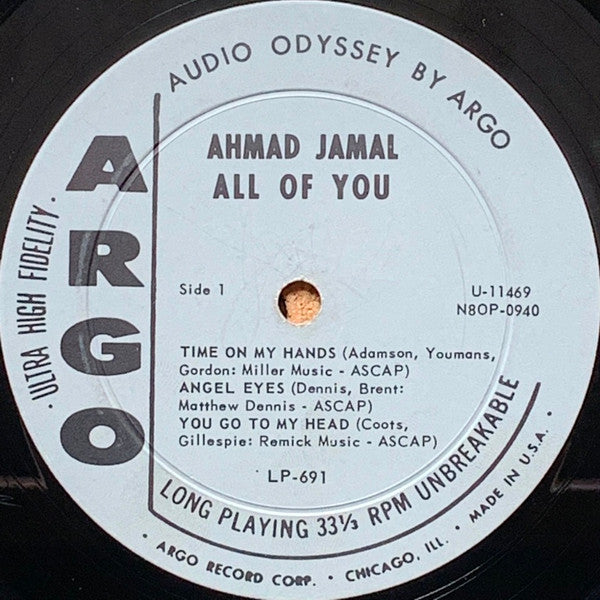 AUDIO ODYSSEY BY ARGO
ARGO
· ULTRA HIGH FIDELITY ·
AHMAD JAMAL
ALL OF YOU
Side 1
U-11469
N8OP-0940
TIME ON MY HANDS (Adamson, Youmans,
Gordon: Miller Music - ASCAP)
ANGEL EYES (Dennis, Brent:
Matthew Dennis - ASCAP)
YOU GO TO MY HEAD (Coots,
Gillespie: Remick Music - ASCAP)
LP-691
LONG PLAYING 33⅓ RPM UNBREAKABLE
· ARGO RECORD CORP. · CHICAGO, ILL. · MADE IN U.S.A. ·